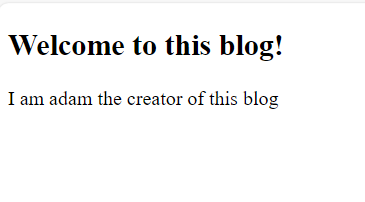 Welcome to this blog!
I am adam the creator of this blog